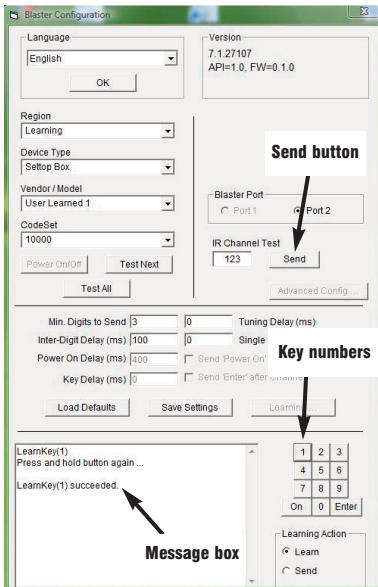 Blaster Configuration
Language
English
OK
Version
7.1.27107
API=1.0, FW=0.1.0
Region
Learning
Device Type
Settop Box
Vendor / Model
User Learned 1
CodeSet
10000
Power On/Off Test Next
Test All
Send button
Blaster Port
Port 1 Port 2
IR Channel Test
123 Send
Advanced Config ...
Min. Digits to Send 3 0 Tuning Delay (ms)
Inter-Digit Delay (ms) 100 0 Single
Power On Delay (ms) 400 Send 'Power On'
Key Delay (ms) 0 Send 'Enter' after
Key numbers
Load Defaults Save Settings
LearnKey(1)
Press and hold button again ...
LearnKey(1) succeeded.
Message box
1 2 3
4 5 6
7 8 9
On 0 Enter
Learning Action
Learn
Send